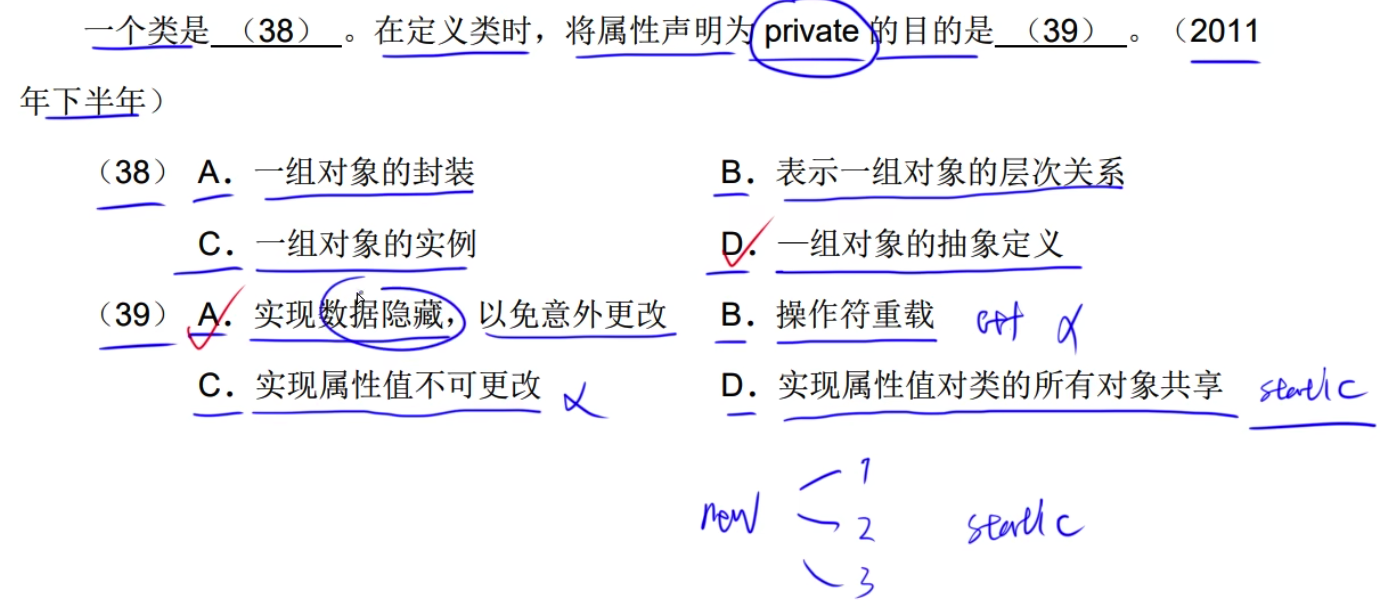 一个类是 （38） 。在定义类时，将属性声明为 private 的目的是 （39） 。（2011
年下半年）
（38） A．一组对象的封装 B．表示一组对象的层次关系
C．一组对象的实例 D．一组对象的抽象定义
（39） A．实现数据隐藏，以免意外更改 B．操作符重载
C．实现属性值不可更改 D．实现属性值对类的所有对象共享 static
1
new 2 static
3